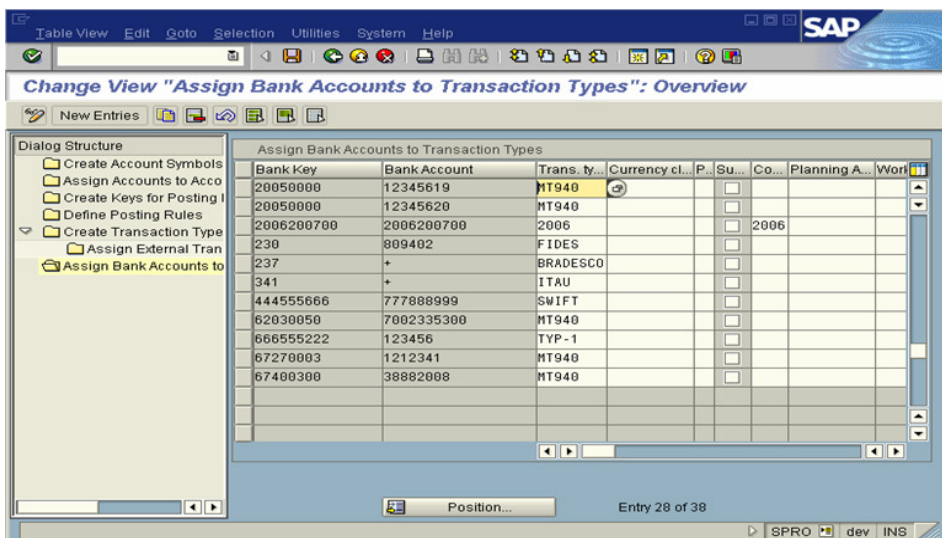 Table View Edit Goto Selection Utilities System Help
SAP
Change View "Assign Bank Accounts to Transaction Types": Overview
New Entries
Dialog Structure
Create Account Symbols
Assign Accounts to Acco
Create Keys for Posting
Define Posting Rules
Create Transaction Type
Assign External Tran
Assign Bank Accounts to
Assign Bank Accounts to Transaction Types
Bank Key Bank Account Trans. ty... Currency cl... P.. Su... Co... Planning A... Work
20050000 12345619 MT940
20050000 12345620 MT940
2006200700 2006200700 2006 2006
230 809402 FIDES
237 + BRADESCO
341 + ITAU
444555666 777888999 SWIFT
62030050 7002335300 MT940
666555222 123456 TYP-1
67270003 1212341 MT940
67400300 38882008 MT940
Position... Entry 28 of 38
SPRO dev INS